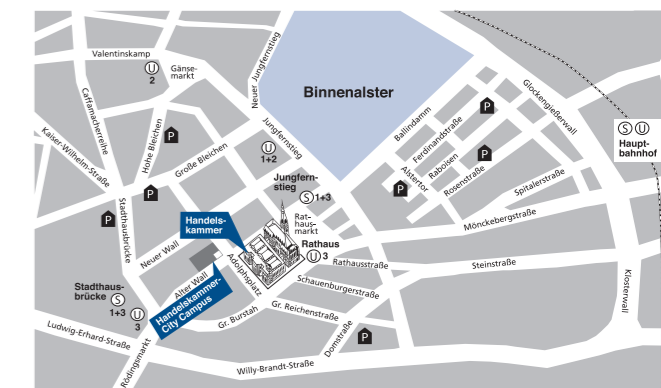 Valentinskamp
U
2
Gänse-
markt
Neuer Jungfernstieg
Binnenalster
Glockengießerwall
Caffamacherreihe
P
Hohe Bleichen
Kaiser-Wilhelm-Straße
Große Bleichen
U
1+2
Jungfernstieg
Ballindamm
Ferdinandstraße
P
Alstertor
Raboisen
Rosenstraße
P
S U
Haupt-
bahnhof
Jungfern-
stieg
S 1+3
P
Spitalerstraße
P
P
Stadthausbrücke
Handels-
kammer
Rat-
haus-
markt
Mönckebergstraße
Rathaus
U 3
Neuer Wall
Adolphsplatz
Rathausstraße
Steinstraße
Klosterwall
Stadthaus-
brücke
S
1+3
U
3
Alter Wall
Handelskammer-
City Campus
Schauenburgerstraße
Gr. Reichenstraße
Gr. Burstah
Domstraße
P
Ludwig-Erhard-Straße
Rödingsmarkt
Willy-Brandt-Straße